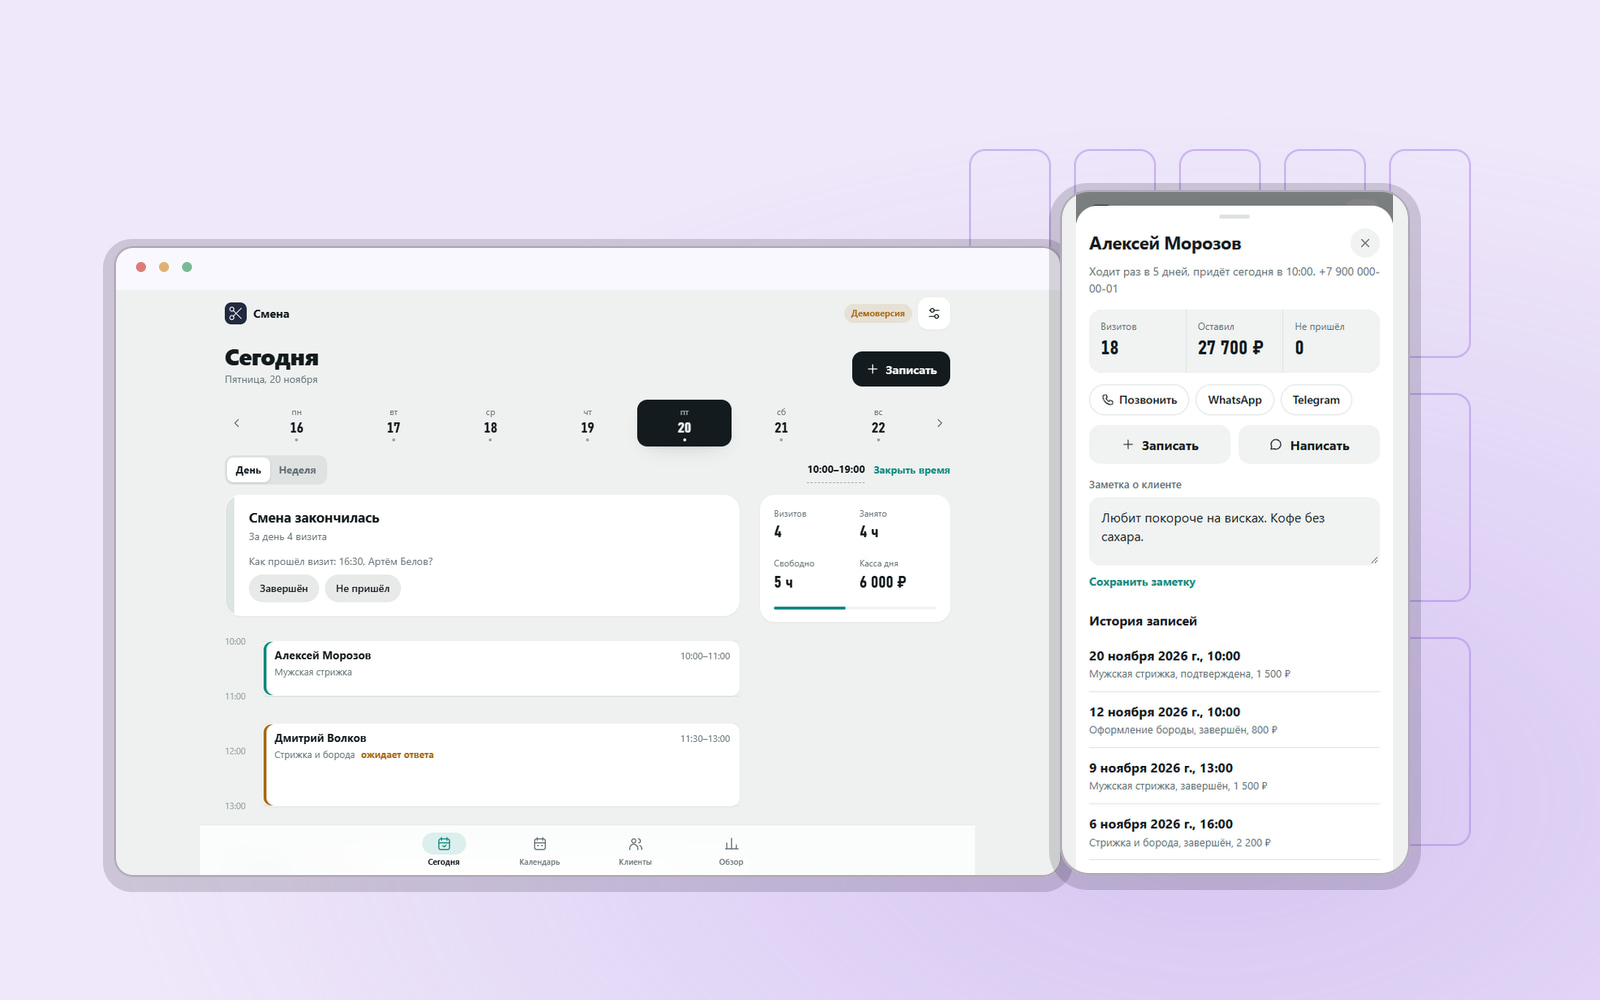 Смена
Демоверсия
Сегодня
Пятница, 20 ноября
Записать
пн
16
вт
17
ср
18
чт
19
пт
20
сб
21
вс
22
День
Неделя
10:00–19:00
Закрыть время
Смена закончилась
За день 4 визита
Как прошёл визит: 16:30, Артём Белов?
Завершён
Не пришёл
Визитов
4
Занято
4 ч
Свободно
5 ч
Касса дня
6 000 ₽
10:00
Алексей Морозов
10:00–11:00
Мужская стрижка
11:00
Дмитрий Волков
11:30–13:00
Стрижка и борода ожидает ответа
12:00
13:00
Сегодня
Календарь
Клиенты
Обзор
Алексей Морозов
Ходит раз в 5 дней, придёт сегодня в 10:00. +7 900 000-
00-01
Визитов
18
Оставил
27 700 ₽
Не пришёл
0
Позвонить
WhatsApp
Telegram
Записать
Написать
Заметка о клиенте
Любит покороче на висках. Кофе без
сахара.
Сохранить заметку
История записей
20 ноября 2026 г., 10:00
Мужская стрижка, подтверждена, 1 500 ₽
12 ноября 2026 г., 10:00
Оформление бороды, завершён, 800 ₽
9 ноября 2026 г., 13:00
Мужская стрижка, завершён, 1 500 ₽
6 ноября 2026 г., 16:00
Стрижка и борода, завершён, 2 200 ₽